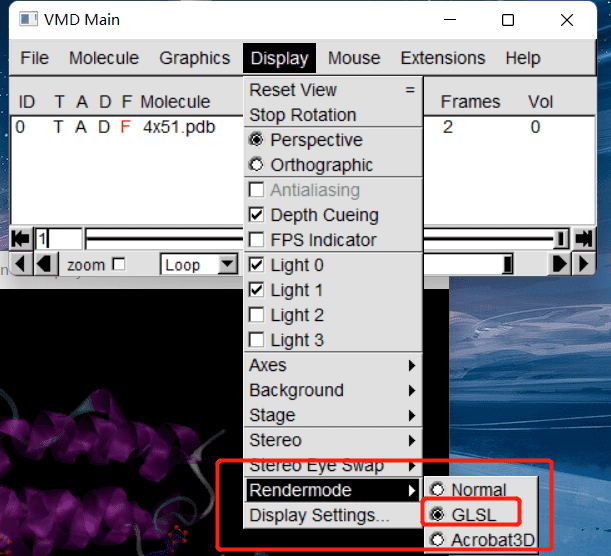 VMD Main
File Molecule Graphics Display Mouse Extensions Help
ID T A D F Molecule Frames Vol
0 T A D F 4x51.pdb 2 0
1
zoom Loop
Reset View =
Stop Rotation
Perspective
Orthographic
Antialiasing
Depth Cueing
FPS Indicator
Light 0
Light 1
Light 2
Light 3
Axes
Background
Stage
Stereo
Stereo Eye Swap
Rendermode
Display Settings...
Normal
GLSL
Acrobat3D